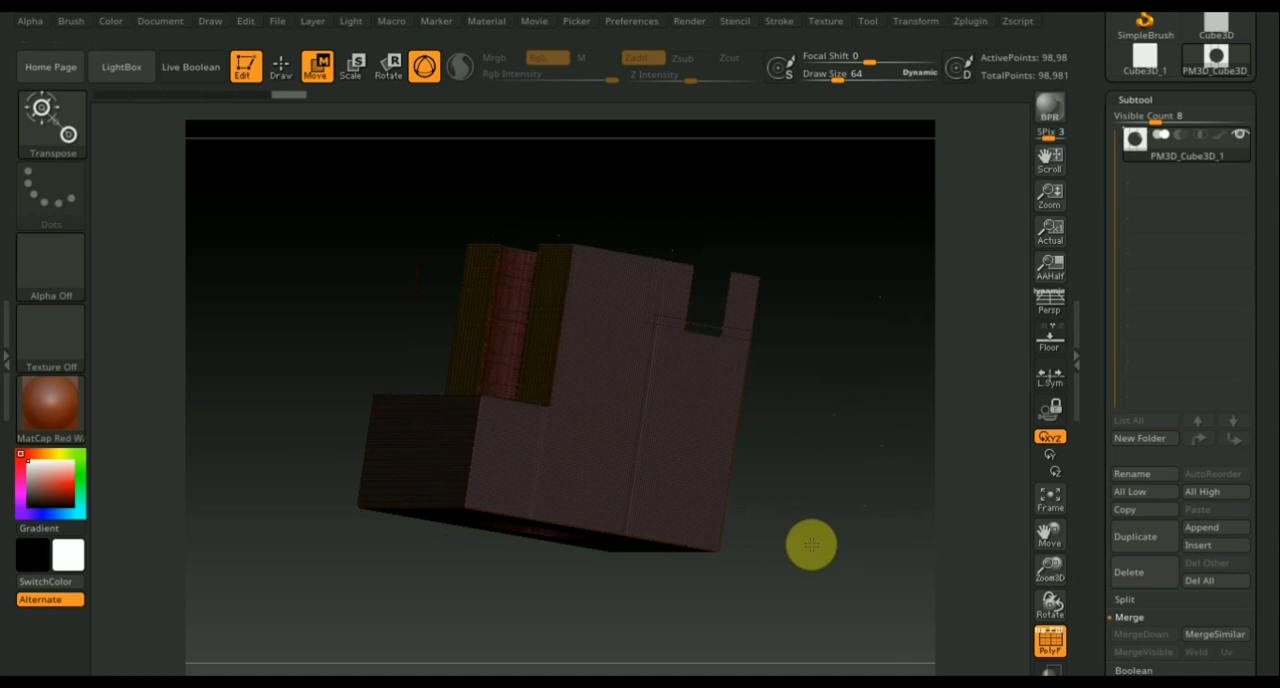 Alpha Brush Color Document Draw Edit File Layer Light Macro Marker Material Movie Picker Preferences Render Stencil Stroke Texture Tool Transform Zplugin Zscript
SimpleBrush Cube3D
Cube3D_1 PM3D_Cube3D_
Home Page LightBox Live Boolean Edit Draw Move Scale Rotate
Mrgb Rgb M Zadd Zsub Zcut
Rgb Intensity Z Intensity
S Focal Shift 0
Draw Size 64 Dynamic D
ActivePoints: 98,98
TotalPoints: 98,981
Transpose
Dots
Alpha Off
Texture Off
MatCap Red W
Gradient
SwitchColor
Alternate
BPR
SPix 3
Scroll
Zoom
Actual
AAHalf
Dynamic
Persp
Floor
L.Sym
XYZ
Frame
Move
Zoom3D
Rotate
PolyF
Subtool
Visible Count 8
PM3D_Cube3D_1
List All
New Folder
Rename AutoReorder
All Low All High
Copy Paste
Duplicate Append
Insert
Delete Del Other
Del All
Split
Merge
MergeDown MergeSimilar
MergeVisible Weld Uv
Boolean